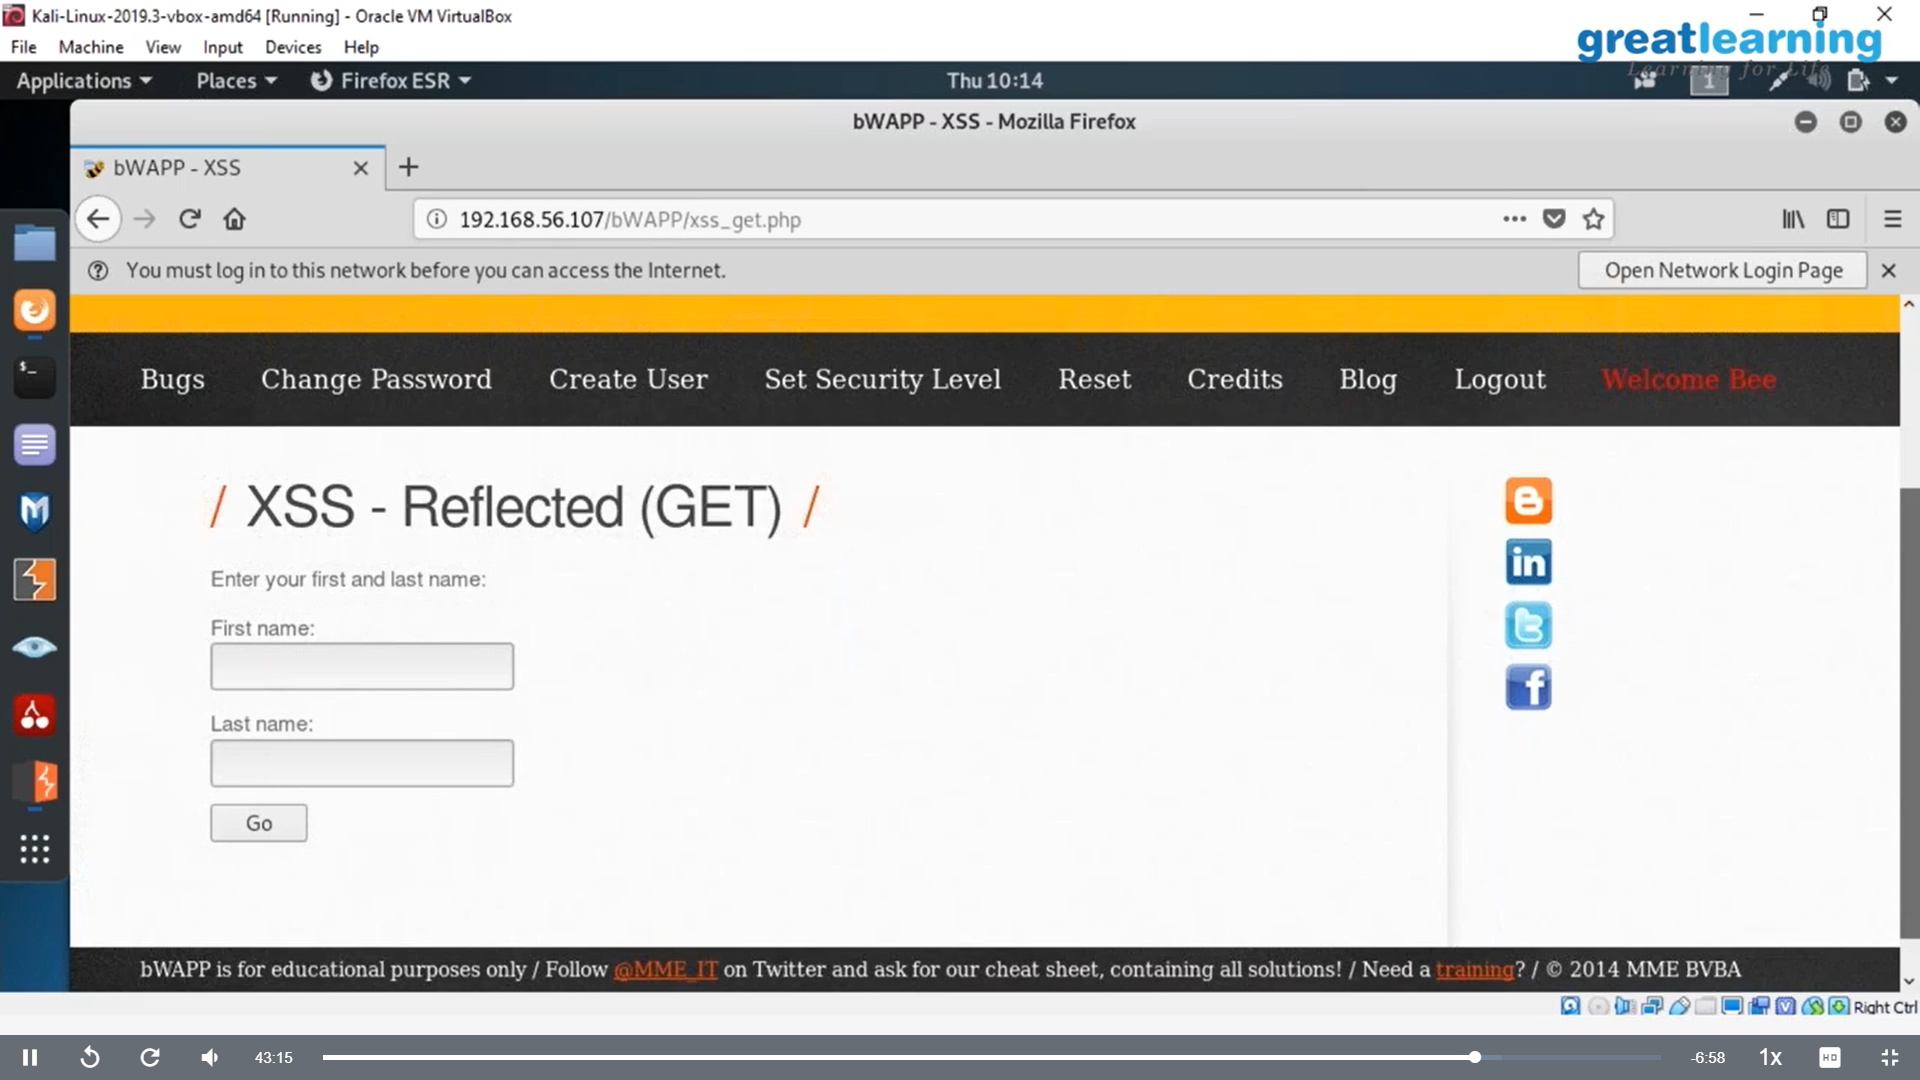 Kali-Linux-2019.3-vbox-amd64 [Running] - Oracle VM VirtualBox
File Machine View Input Devices Help
greatlearning
Learning for Life
Applications Places Firefox ESR Thu 10:14 1
bWAPP - XSS - Mozilla Firefox
bWAPP - XSS
192.168.56.107/bWAPP/xss_get.php
You must log in to this network before you can access the Internet. Open Network Login Page
Bugs Change Password Create User Set Security Level Reset Credits Blog Logout Welcome Bee
/ XSS - Reflected (GET) /
Enter your first and last name:
First name:
Last name:
Go
bWAPP is for educational purposes only / Follow @MME_IT on Twitter and ask for our cheat sheet, containing all solutions! / Need a training? / © 2014 MME BVBA
Right Ctrl
43:15 -6:58 1x HD